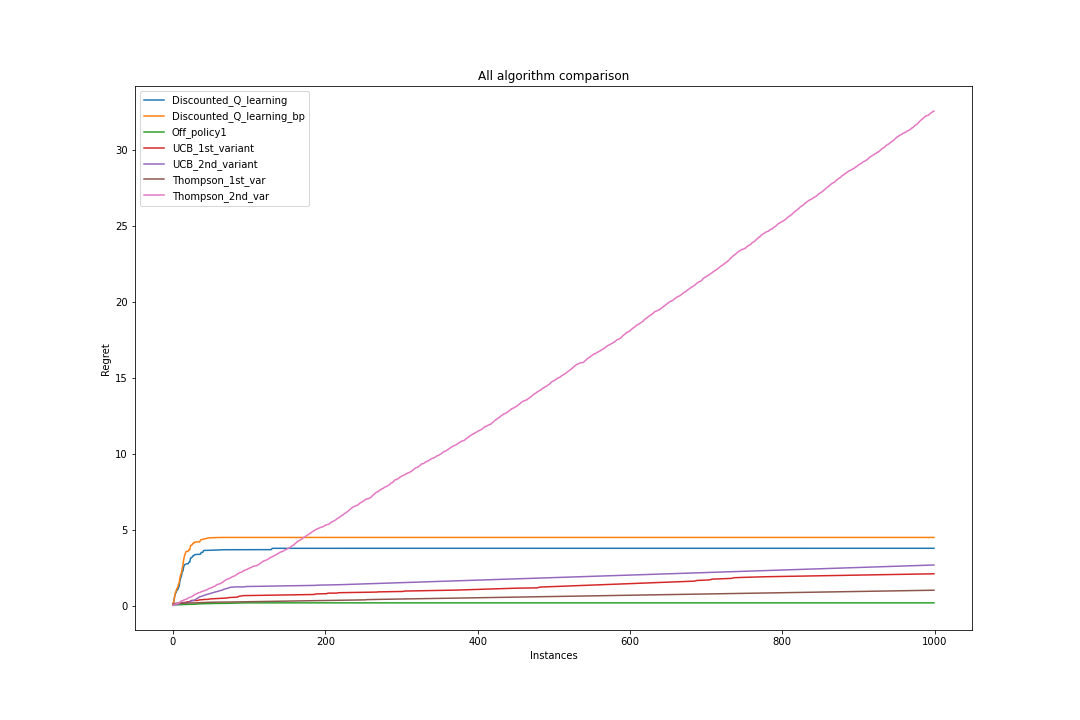 All algorithm comparison
Discounted_Q_learning
Discounted_Q_learning_bp
Off_policy1
UCB_1st_variant
UCB_2nd_variant
Thompson_1st_var
Thompson_2nd_var
30
25
20
15
10
5
0
Regret
0 200 400 600 800 1000
Instances